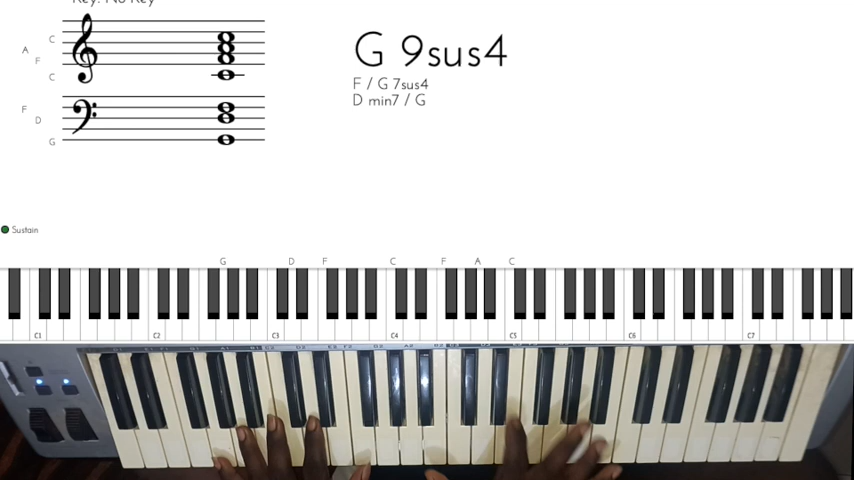 Key: No Key
C
A
F
C
F
D
G
G 9sus4
F / G 7sus4
D min7 / G
Sustain
G D F C F A C
C1 C2 C3 C4 C5 C6 C7